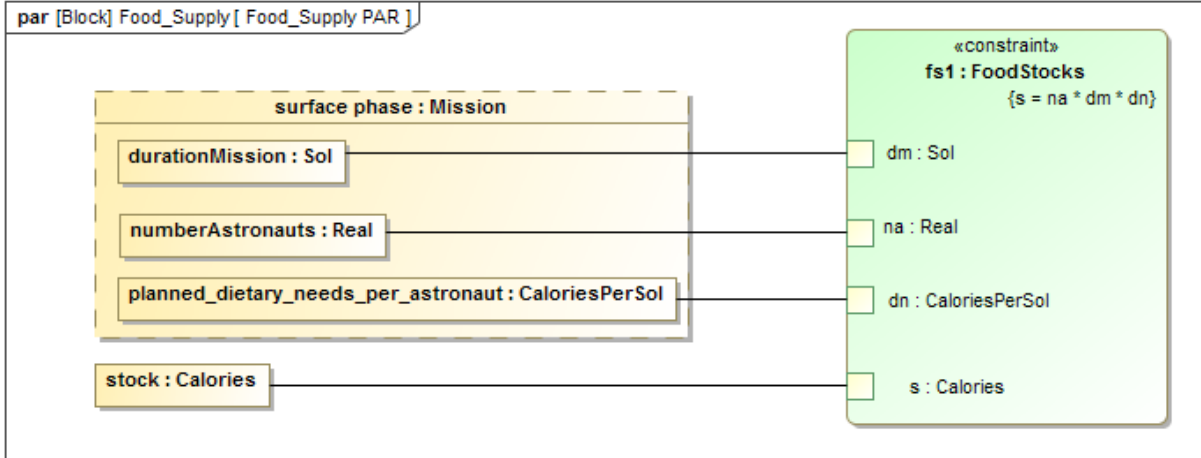 par [Block] Food_Supply [ Food_Supply PAR ]
«constraint»
fs1 : FoodStocks
{s = na * dm * dn}
surface phase : Mission
durationMission : Sol
dm : Sol
numberAstronauts : Real
na : Real
planned_dietary_needs_per_astronaut : CaloriesPerSol
dn : CaloriesPerSol
stock : Calories
s : Calories